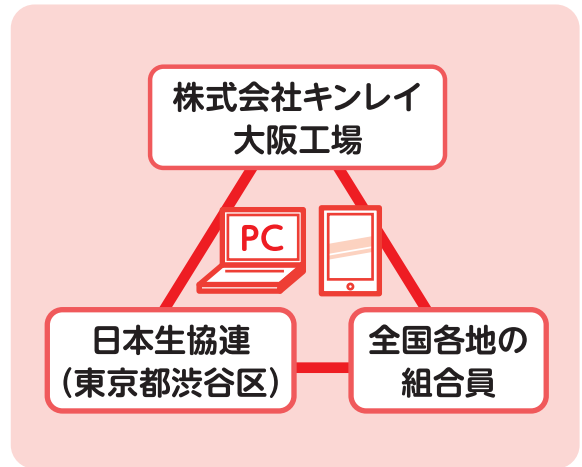 株式会社キンレイ
大阪工場
PC
日本生協連
（東京都渋谷区）
全国各地の
組合員